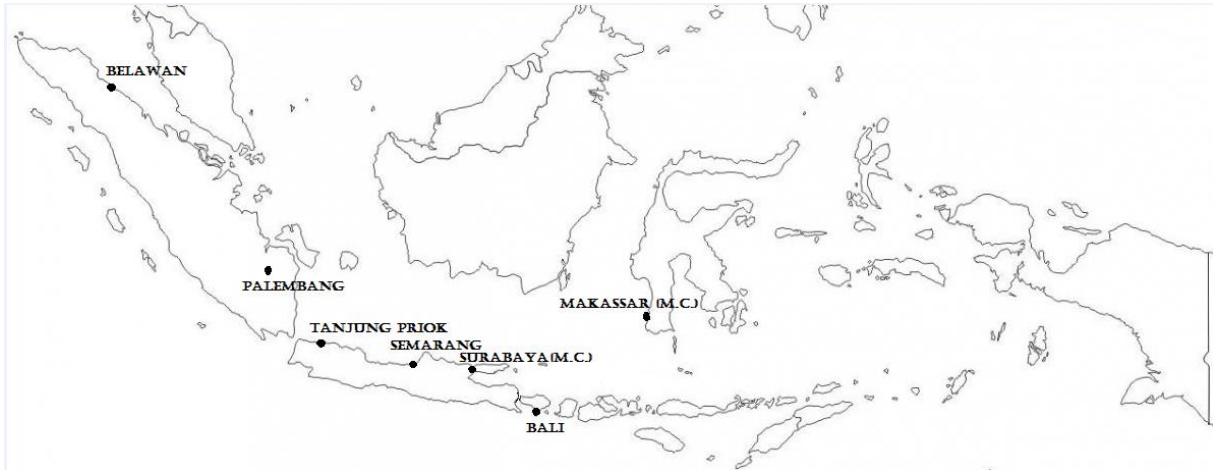 BELAWAN
PALEMBANG
MAKASSAR (M.C.)
TANJUNG PRIOK
SEMARANG
SURABAYA (M.C.)
BALI